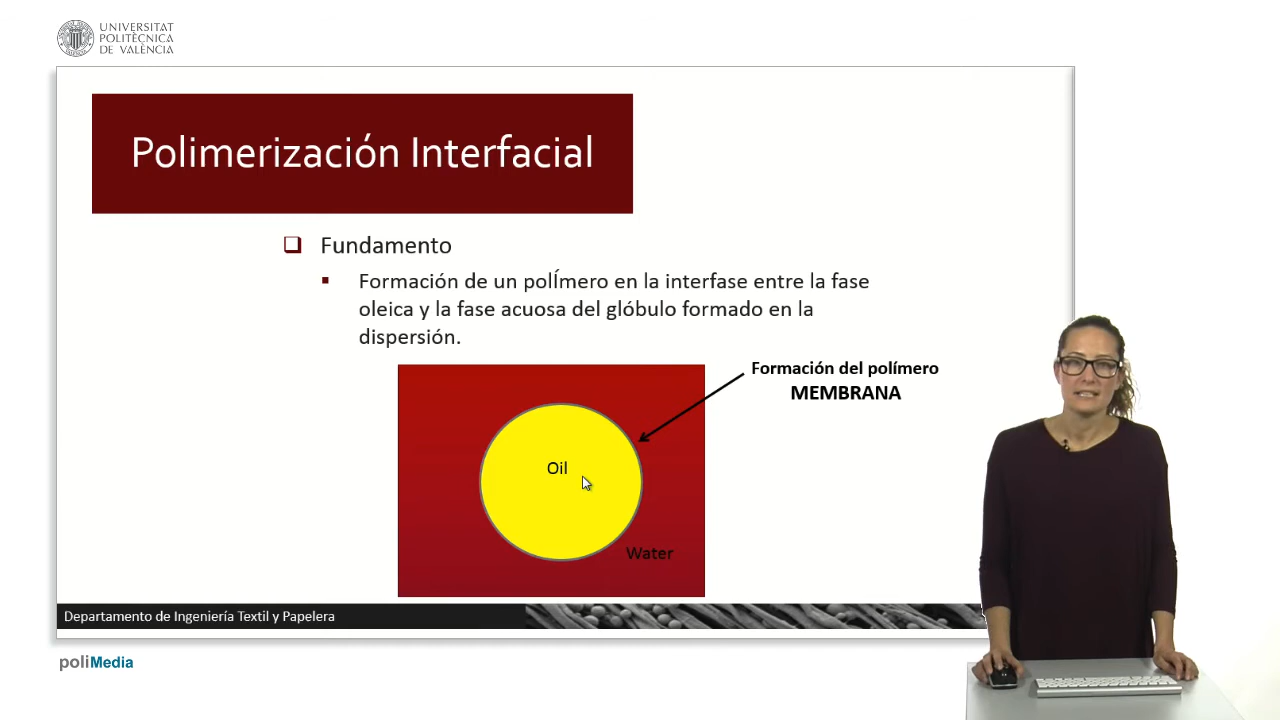 UNIVERSITAT
POLITÈCNICA
DE VALÈNCIA
Polimerización Interfacial
Fundamento
Formación de un polÍmero en la interfase entre la fase
oleica y la fase acuosa del glóbulo formado en la
dispersión.
Formación del polímero
MEMBRANA
Oil
Water
Departamento de Ingeniería Textil y Papelera
poliMedia